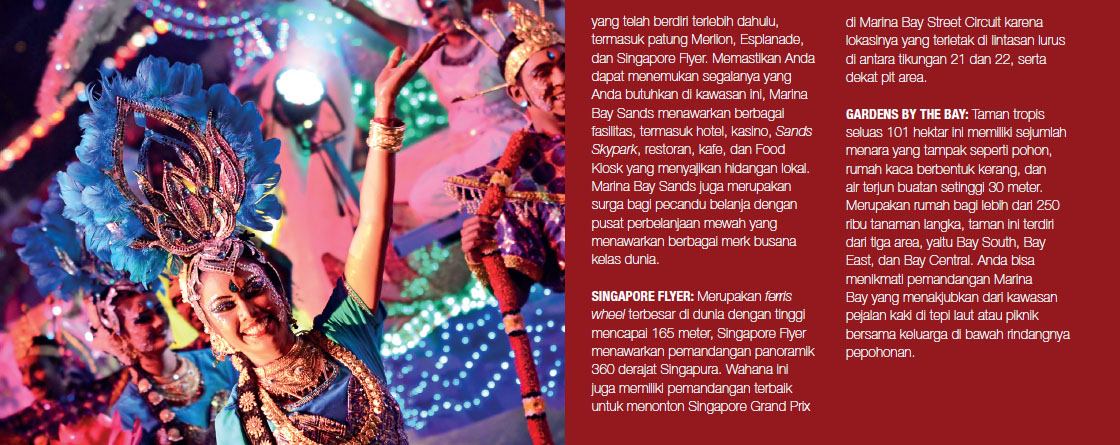 yang telah berdiri terlebih dahulu,
termasuk patung Merlion, Esplanade,
dan Singapore Flyer. Memastikan Anda
dapat menemukan segalanya yang
Anda butuhkan di kawasan ini, Marina
Bay Sands menawarkan berbagai
fasilitas, termasuk hotel, kasino, Sands
Skypark, restoran, kafe, dan Food
Kiosk yang menyajikan hidangan lokal.
Marina Bay Sands juga merupakan
surga bagi pecandu belanja dengan
pusat perbelanjaan mewah yang
menawarkan berbagai merk busana
kelas dunia.
SINGAPORE FLYER: Merupakan ferris
wheel terbesar di dunia dengan tinggi
mencapai 165 meter, Singapore Flyer
menawarkan pemandangan panoramik
360 derajat Singapura. Wahana ini
juga memiliki pemandangan terbaik
untuk menonton Singapore Grand Prix
di Marina Bay Street Circuit karena
lokasinya yang terletak di lintasan lurus
di antara tikungan 21 dan 22, serta
dekat pit area.
GARDENS BY THE BAY: Taman tropis
seluas 101 hektar ini memiliki sejumlah
menara yang tampak seperti pohon,
rumah kaca berbentuk kerang, dan
air terjun buatan setinggi 30 meter.
Merupakan rumah bagi lebih dari 250
ribu tanaman langka, taman ini terdiri
dari tiga area, yaitu Bay South, Bay
East, dan Bay Central. Anda bisa
menikmati pemandangan Marina
Bay yang menakjubkan dari kawasan
pejalan kaki di tepi laut atau piknik
bersama keluarga di bawah rindangnya
pepohonan.